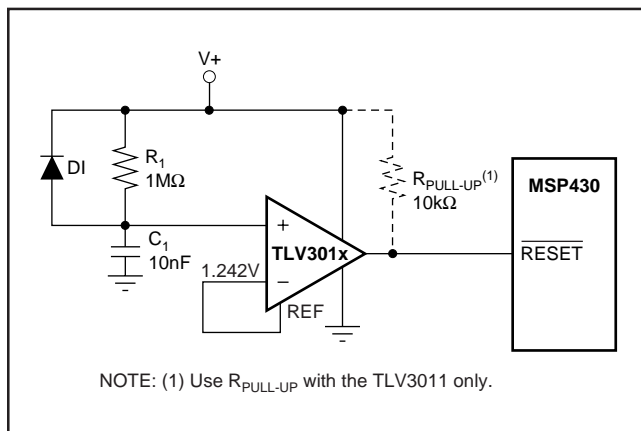 V+
DI
R1
1MΩ
RPULL-UP(1)
10kΩ
MSP430
C1
10nF
+
TLV301x
RESET
1.242V
−
REF
NOTE: (1) Use RPULL-UP with the TLV3011 only.